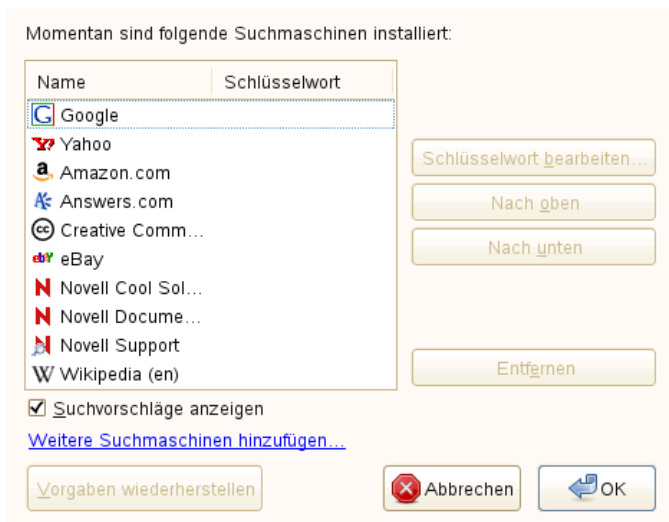 Momentan sind folgende Suchmaschinen installiert:
Name Schlüsselwort
Google
Yahoo
Amazon.com
Answers.com
Creative Comm...
eBay
Novell Cool Sol...
Novell Docume...
Novell Support
Wikipedia (en)
Schlüsselwort bearbeiten...
Nach oben
Nach unten
Entfernen
Suchvorschläge anzeigen
Weitere Suchmaschinen hinzufügen...
Vorgaben wiederherstellen Abbrechen OK